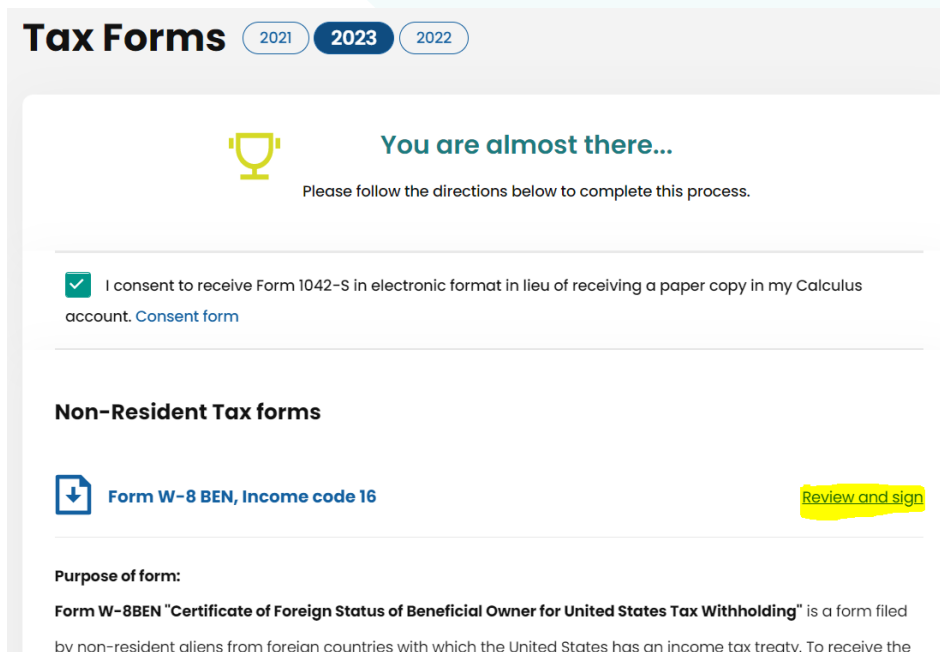 Tax Forms 2021 2023 2022
You are almost there...
Please follow the directions below to complete this process.
I consent to receive Form 1042-S in electronic format in lieu of receiving a paper copy in my Calculus
account. Consent form
Non-Resident Tax forms
Form W-8 BEN, Income code 16 Review and sign
Purpose of form:
Form W-8BEN "Certificate of Foreign Status of Beneficial Owner for United States Tax Withholding" is a form filed
by non-resident aliens from foreign countries with which the United States has an income tax treaty. To receive the